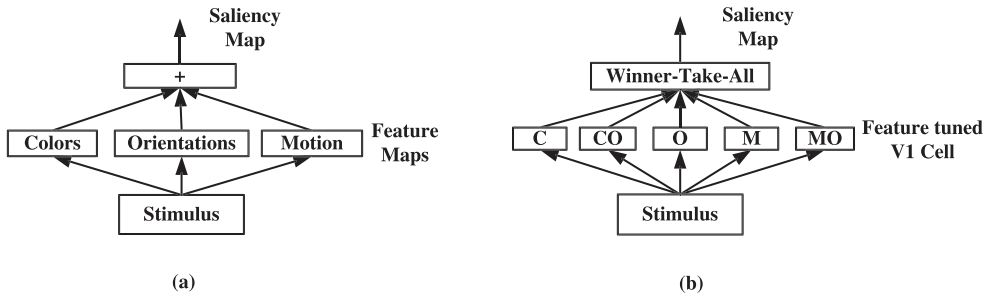 Saliency
Map
+
Colors
Orientations
Motion
Feature
Maps
Stimulus
(a)
Saliency
Map
Winner-Take-All
C
CO
O
M
MO
Feature tuned
V1 Cell
Stimulus
(b)